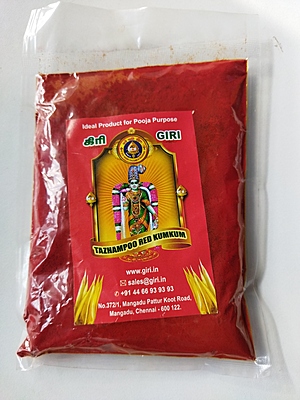 Ideal Product for Pooja Purpose
கிரி GIRI
TAZHAMPOO RED KUMKUM
www.giri.in
sales@giri.in
+91 44 66 93 93 93
No.372/1, Mangadu Pattur Koot Road,
Mangadu, Chennai - 600 122.